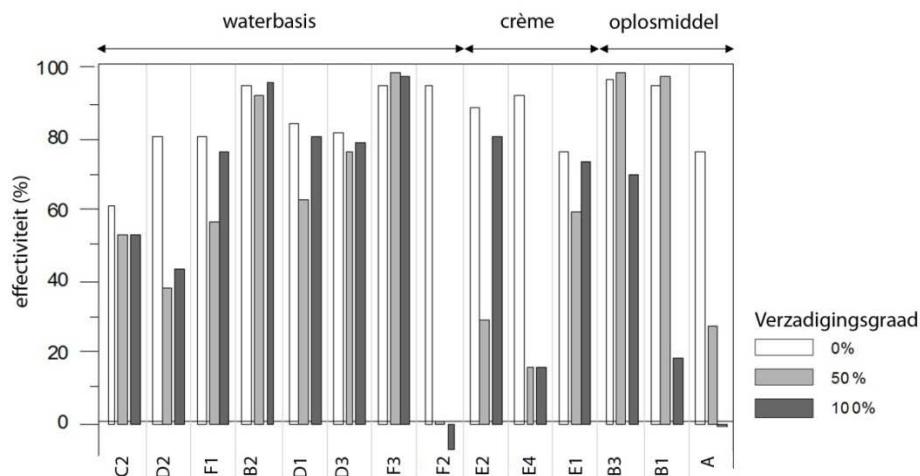 waterbasis crème oplosmiddel
100
80
60
40
20
0
effectiviteit (%)
C2 D2 F1 B2 D1 D3 F3 F2 E2 E4 E1 B3 B1 A
Verzadigingsgraad
0%
50%
100%